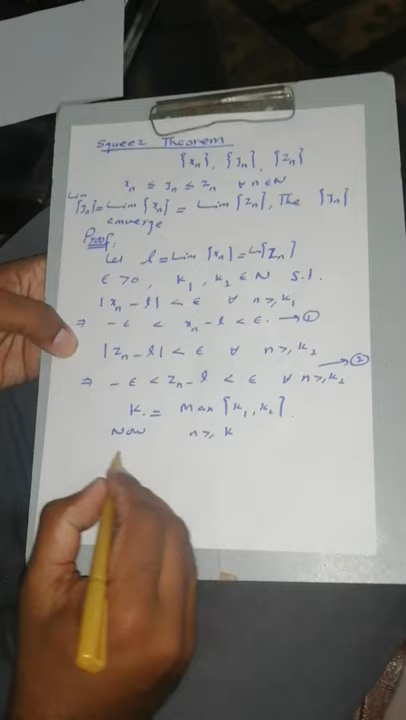 Squeez Theorem
{xn}, {yn}, {zn}
xn ≤ yn ≤ zn ∀ n ∈ N
Lim {yn} = Lim {xn} = Lim {zn}, The {yn}
converge
Proof,
Let l = Lim {xn} = L {zn}
ε > 0, K1, K2 ∈ N s.t.
|xn - l| < ε ∀ n ≥ K1
⇒ - ε < xn - l < ε. → ①
|zn - l| < ε ∀ n ≥ K2
⇒ - ε < zn - l < ε ∀ n ≥ K2 → ②
K = Max {K1, K2}.
Now n ≥ K